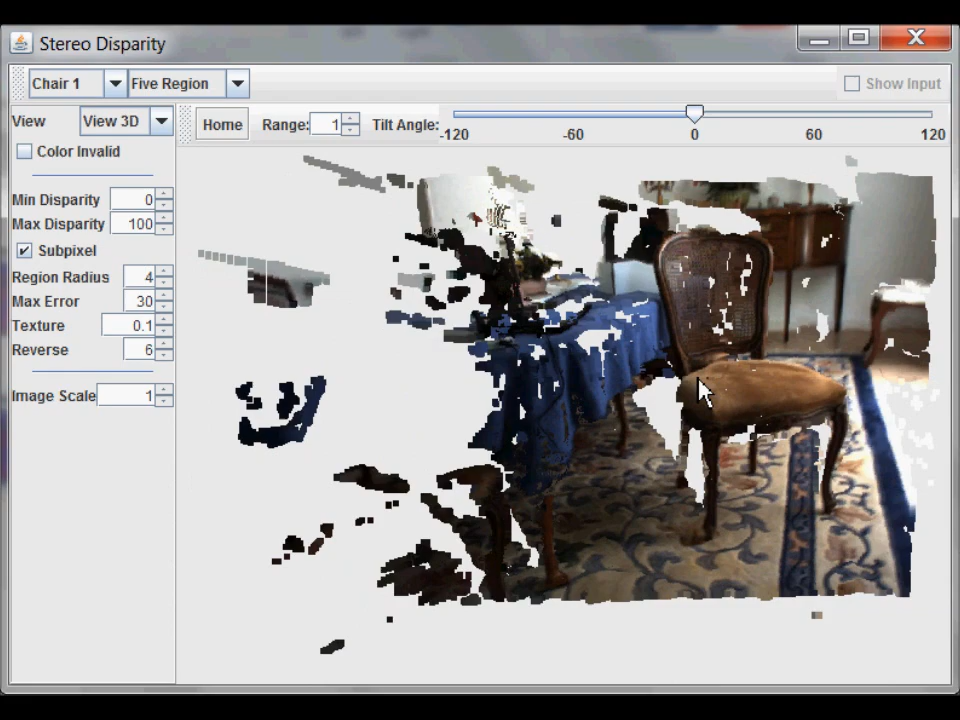 Stereo Disparity
Chair 1 Five Region Show Input
View View 3D Home Range: 1 Tilt Angle: -120 -60 0 60 120
Color Invalid
Min Disparity 0
Max Disparity 100
Subpixel
Region Radius 4
Max Error 30
Texture 0.1
Reverse 6
Image Scale 1